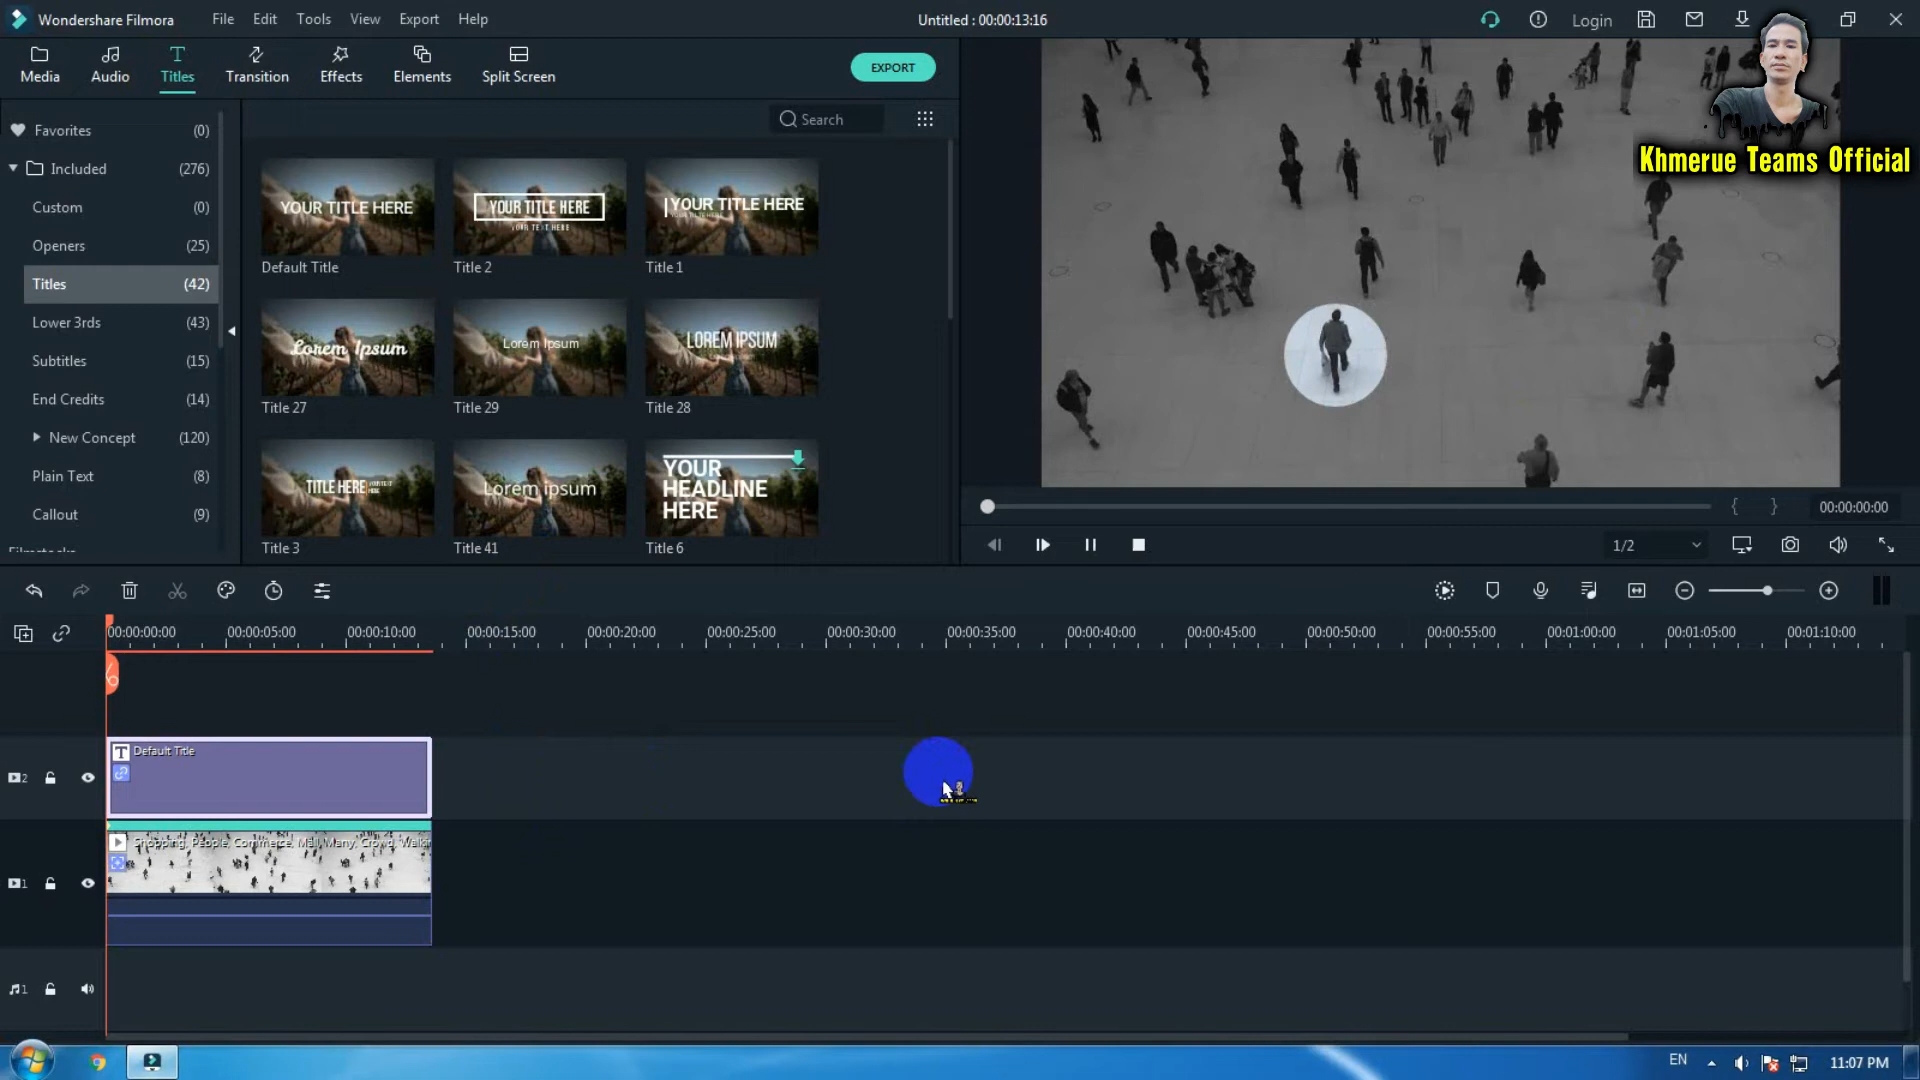 Wondershare Filmora
File
Edit
Tools
View
Export
Help
Untitled : 00:00:13:16
Login
Media
Audio
Titles
Transition
Effects
Elements
Split Screen
EXPORT
Khmerue Teams Official
Favorites (0)
Included (276)
Custom (0)
Openers (25)
Titles (42)
Lower 3rds (43)
Subtitles (15)
End Credits (14)
New Concept (120)
Plain Text (8)
Callout (9)
Search
YOUR TITLE HERE
Default Title
YOUR TITLE HERE
YOUR TEXT HERE
Title 2
YOUR TITLE HERE
Title 1
Lorem Ipsum
Title 27
Lorem Ipsum
Title 29
LOREM IPSUM
Title 28
TITLE HERE
Title 3
Lorem ipsum
Title 41
YOUR
HEADLINE
HERE
Title 6
00:00:00:00
1/2
00:00:00:00
00:00:05:00
00:00:10:00
00:00:15:00
00:00:20:00
00:00:25:00
00:00:30:00
00:00:35:00
00:00:40:00
00:00:45:00
00:00:50:00
00:00:55:00
00:01:00:00
00:01:05:00
00:01:10:00
T Default Title
2
Shopping, People, Commerce, Mall, Many, Crowd, Walki
1
1
EN
11:07 PM